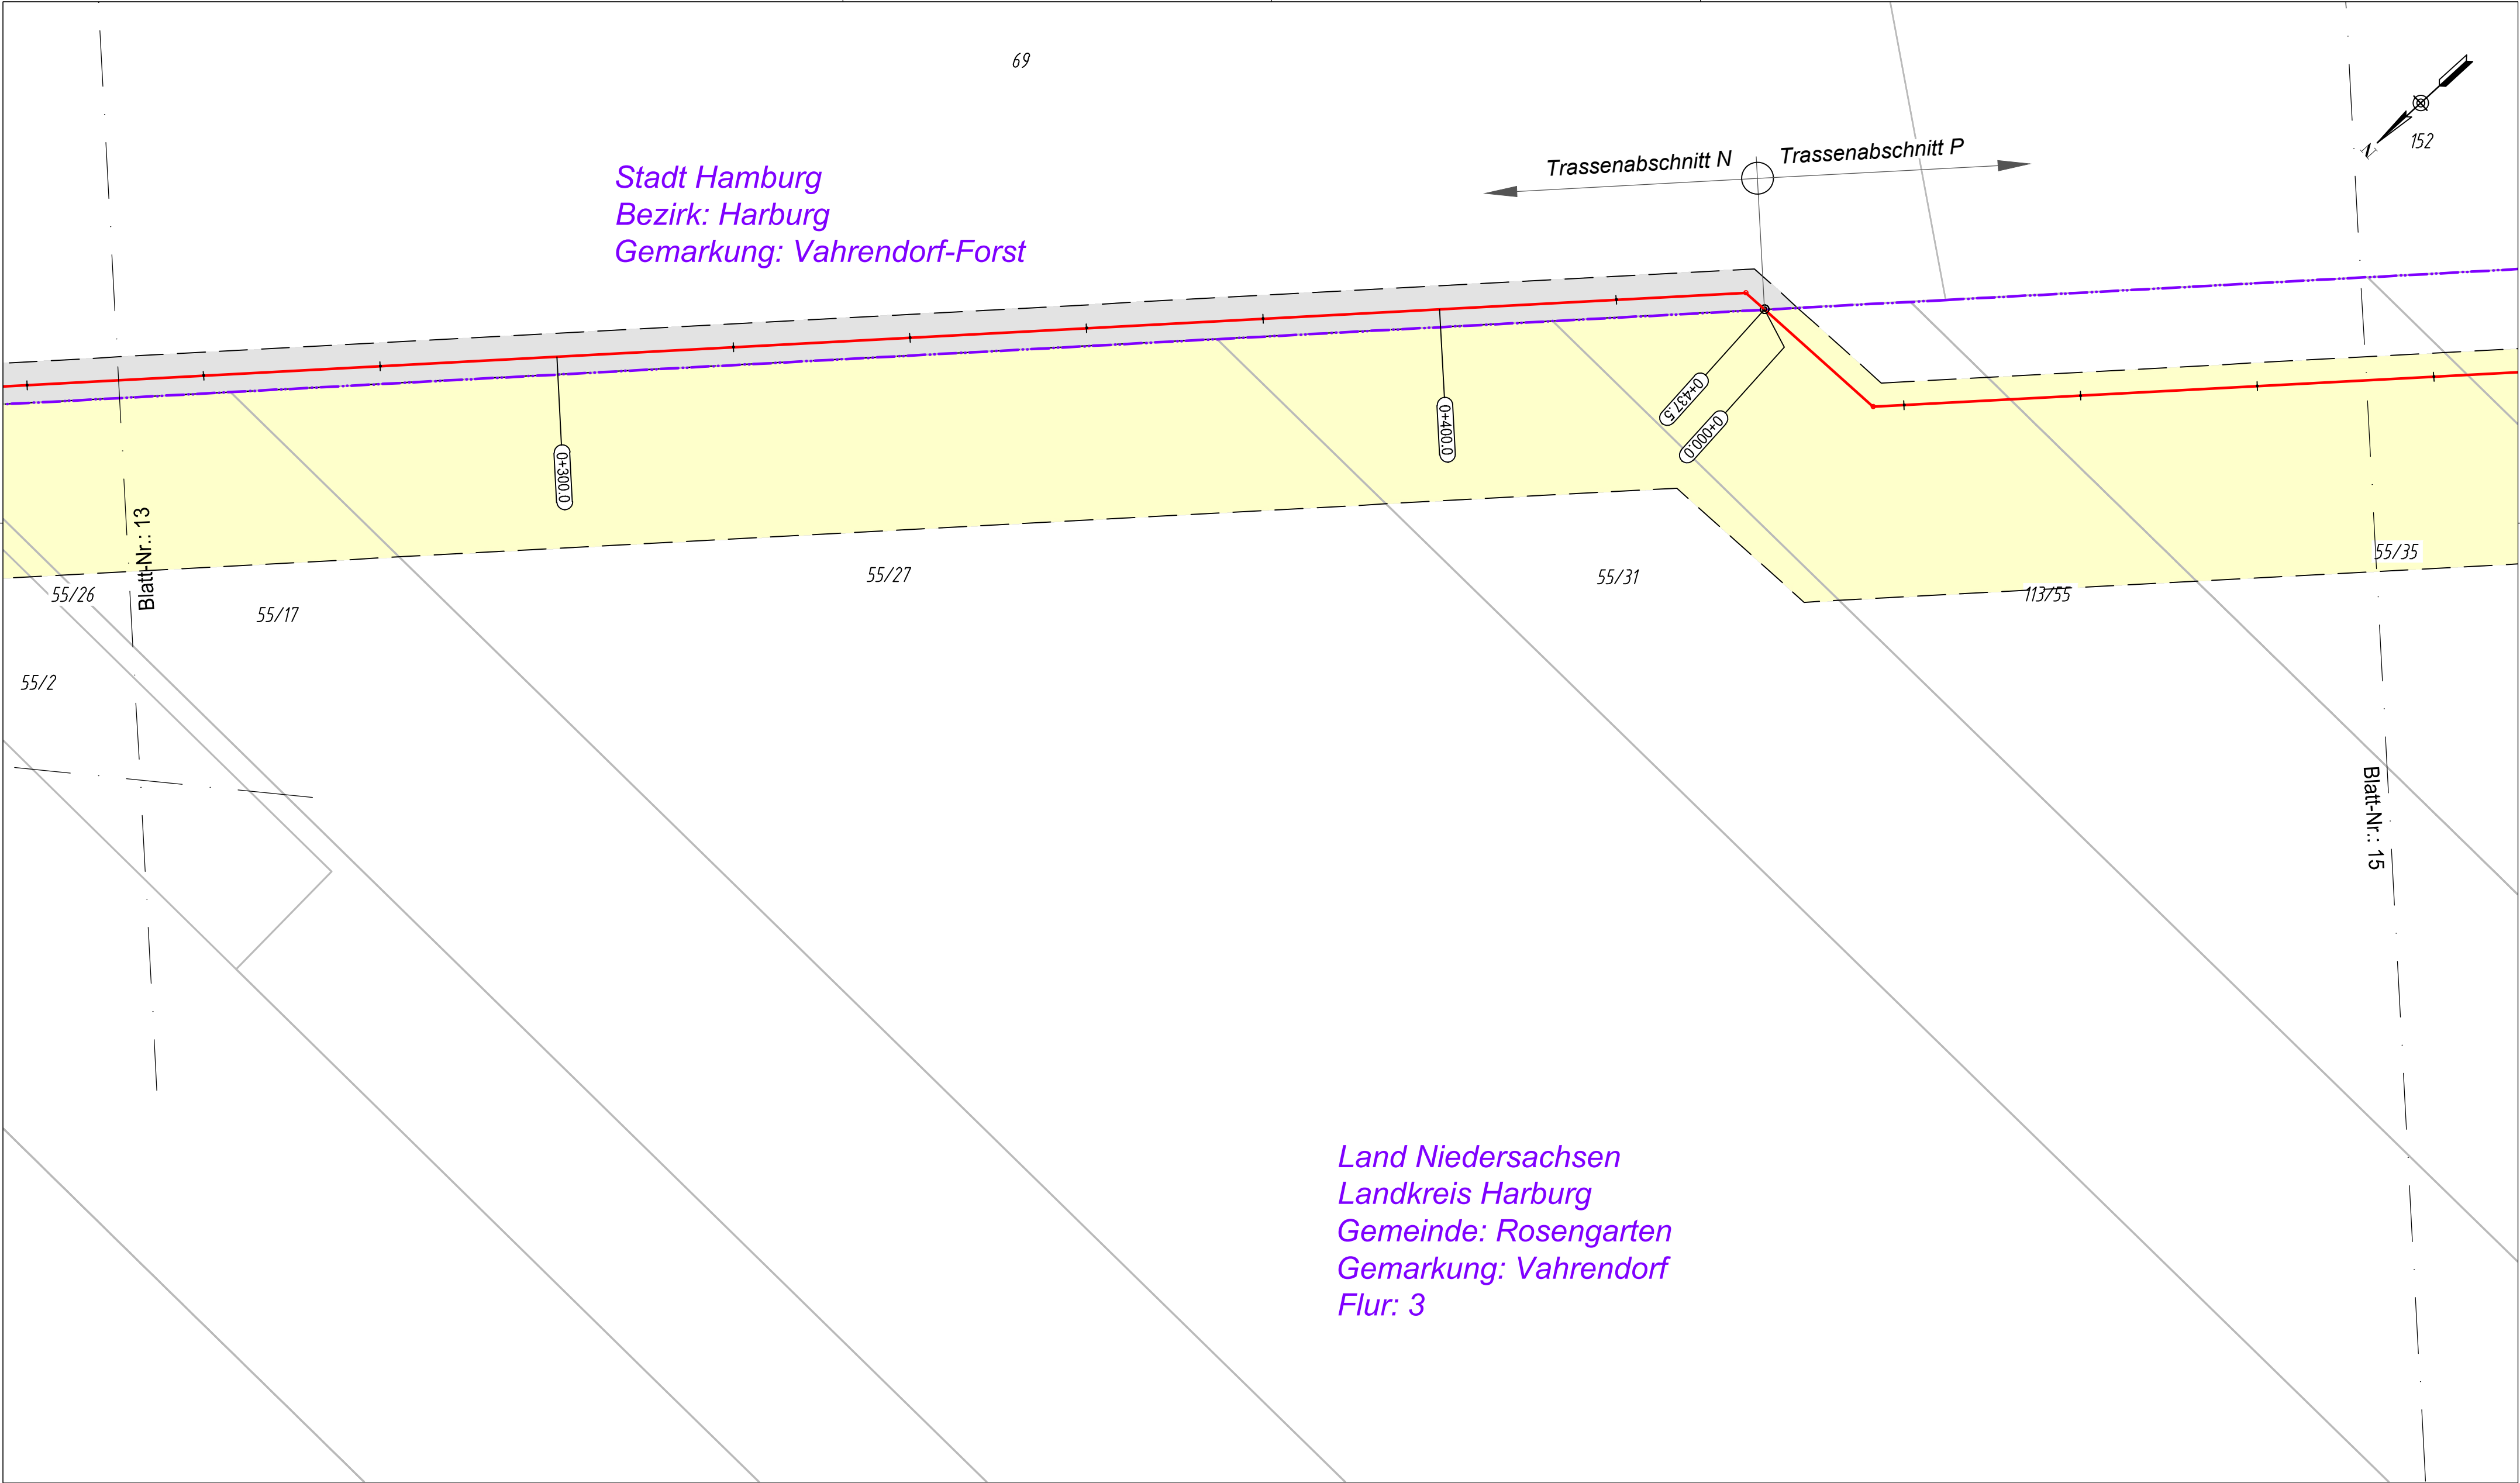 69
152
N
Trassenabschnitt N
Trassenabschnitt P
Stadt Hamburg
Bezirk: Harburg
Gemarkung: Vahrendorf-Forst
0+300.0
0+400.0
0+437.5
0+000.0
Blatt-Nr.: 13
55/26
55/17
55/27
55/31
113/55
55/35
55/2
Blatt-Nr.: 15
Land Niedersachsen
Landkreis Harburg
Gemeinde: Rosengarten
Gemarkung: Vahrendorf
Flur: 3